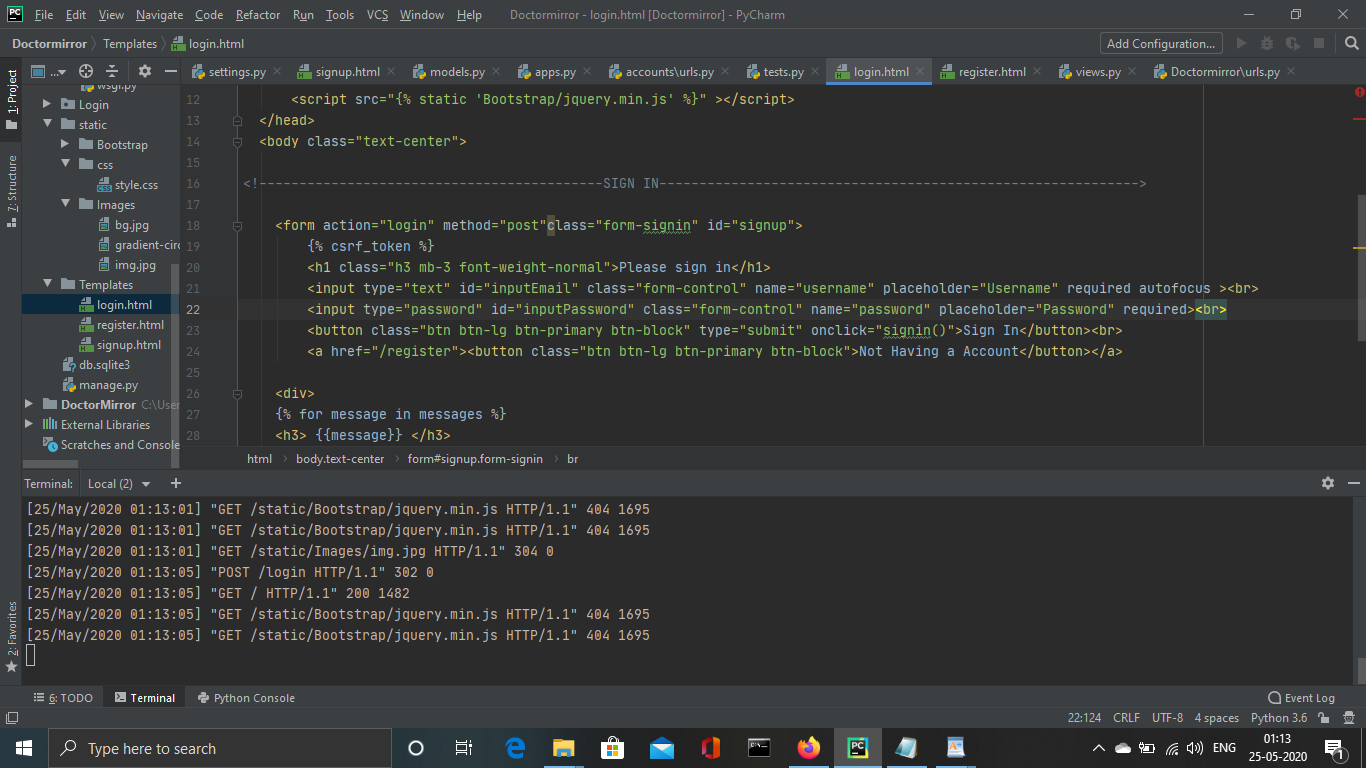 File Edit View Navigate Code Refactor Run Tools VCS Window Help Doctormirror - login.html [Doctormirror] - PyCharm
Doctormirror Templates login.html Add Configuration...
... settings.py signup.html models.py apps.py accounts\urls.py tests.py login.html register.html views.py Doctormirror\urls.py
1: Project
7: Structure
2: Favorites
wsgi.py
Login
static
Bootstrap
css
style.css
Images
bg.jpg
gradient-circ
img.jpg
Templates
login.html
register.html
signup.html
db.sqlite3
manage.py
DoctorMirror C:\User
External Libraries
Scratches and Console
12 <script src="{% static 'Bootstrap/jquery.min.js' %}" ></script>
13 </head>
14 <body class="text-center">
15
16 <!-------------------------------------------SIGN IN------------------------------------------------------------>
17
18 <form action="login" method="post"class="form-signin" id="signup">
19 {% csrf_token %}
20 <h1 class="h3 mb-3 font-weight-normal">Please sign in</h1>
21 <input type="text" id="inputEmail" class="form-control" name="username" placeholder="Username" required autofocus ><br>
22 <input type="password" id="inputPassword" class="form-control" name="password" placeholder="Password" required><br>
23 <button class="btn btn-lg btn-primary btn-block" type="submit" onclick="signin()">Sign In</button><br>
24 <a href="/register"><button class="btn btn-lg btn-primary btn-block">Not Having a Account</button></a>
25
26 <div>
27 {% for message in messages %}
28 <h3> {{message}} </h3>
html body.text-center form#signup.form-signin br
Terminal: Local (2) +
[25/May/2020 01:13:01] "GET /static/Bootstrap/jquery.min.js HTTP/1.1" 404 1695
[25/May/2020 01:13:01] "GET /static/Bootstrap/jquery.min.js HTTP/1.1" 404 1695
[25/May/2020 01:13:01] "GET /static/Images/img.jpg HTTP/1.1" 304 0
[25/May/2020 01:13:05] "POST /login HTTP/1.1" 302 0
[25/May/2020 01:13:05] "GET / HTTP/1.1" 200 1482
[25/May/2020 01:13:05] "GET /static/Bootstrap/jquery.min.js HTTP/1.1" 404 1695
[25/May/2020 01:13:05] "GET /static/Bootstrap/jquery.min.js HTTP/1.1" 404 1695
6: TODO Terminal Python Console Event Log
22:124 CRLF UTF-8 4 spaces Python 3.6
Type here to search ENG 01:13
25-05-2020 1